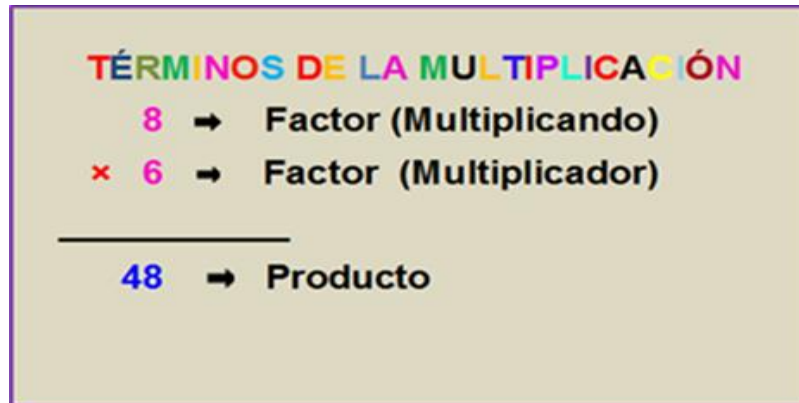 TÉRMINOS DE LA MULTIPLICACIÓN
8 ➡ Factor (Multiplicando)
× 6 ➡ Factor (Multiplicador)
48 ➡ Producto